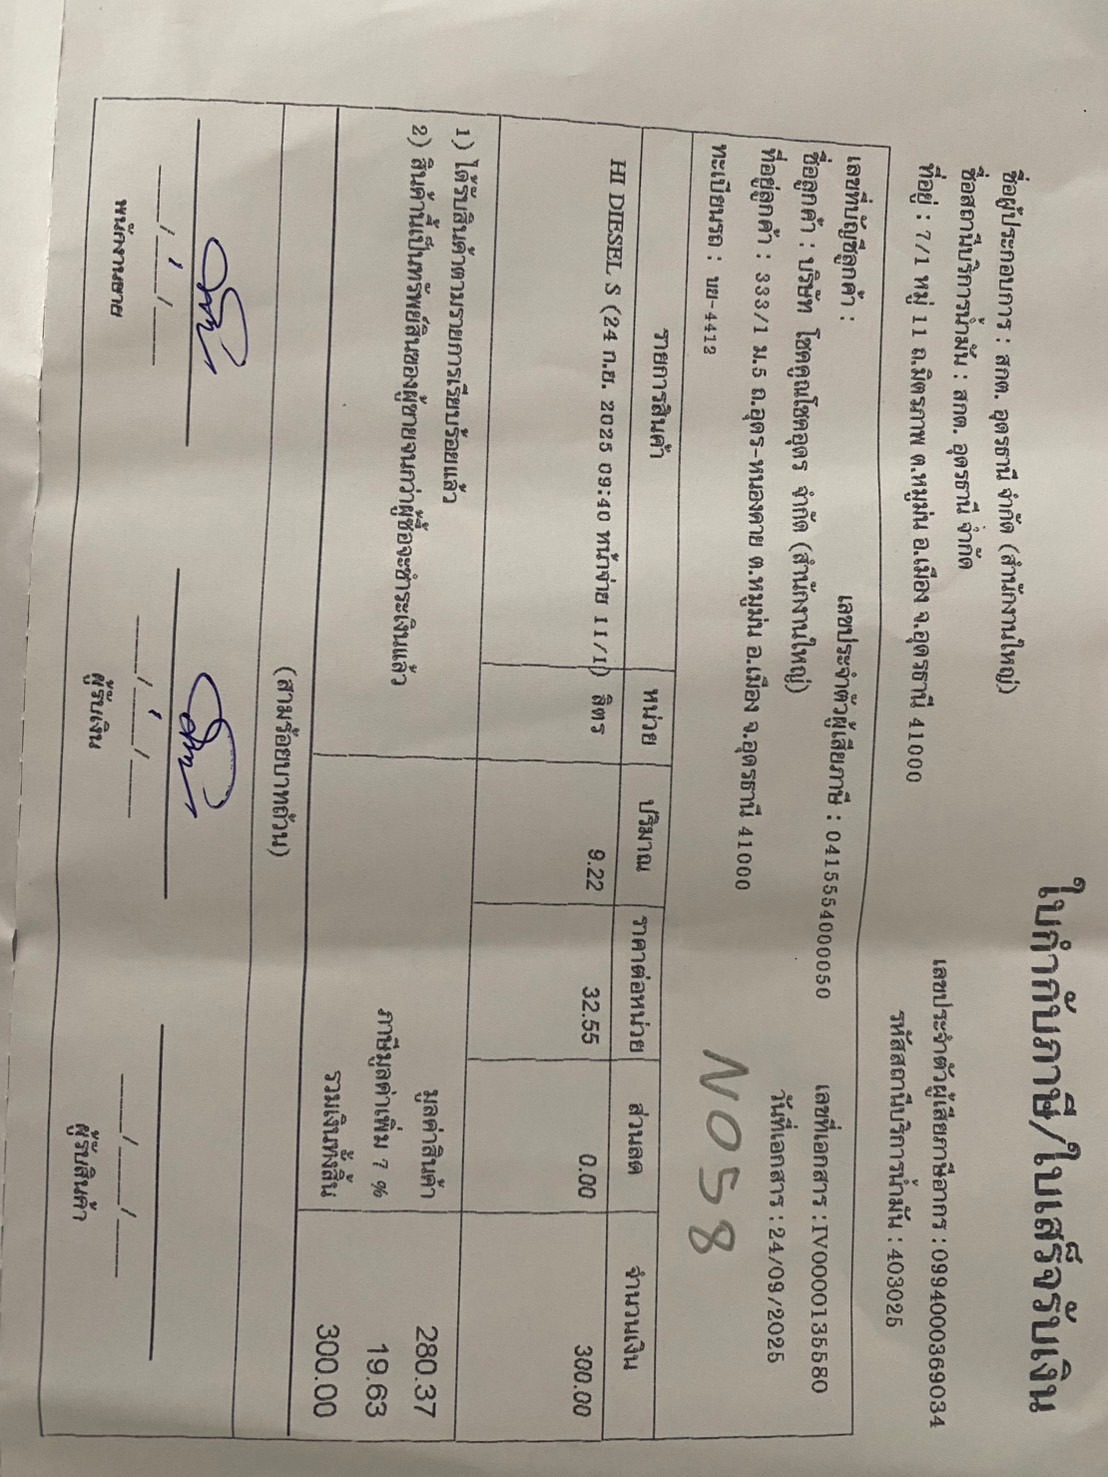 ใบกำกับภาษี/ใบเสร็จรับเงิน
ชื่อผู้ประกอบการ : สกต. อุดรธานี จำกัด (สำนักงานใหญ่)
เลขประจำตัวผู้เสียภาษีอากร : 0994000369034
ชื่อสถานีบริการน้ำมัน : สกต. อุดรธานี จำกัด
รหัสสถานีบริการน้ำมัน : 403025
ที่อยู่ : 7/1 หมู่ 11 ถ.มิตรภาพ ต.หมูม่น อ.เมือง จ.อุดรธานี 41000
เลขที่บัญชีลูกค้า :
เลขประจำตัวผู้เสียภาษี : 0415554000050
เลขที่เอกสาร : IV0000135580
ชื่อลูกค้า : บริษัท โชคคูณโชคอุดร จำกัด (สำนักงานใหญ่)
วันที่เอกสาร : 24/09/2025
ที่อยู่ลูกค้า : 333/1 ม.5 ถ.อุดร-หนองคาย ต.หมูม่น อ.เมือง จ.อุดรธานี 41000
ทะเบียนรถ : บย-4412
N058
รายการสินค้า หน่วย ปริมาณ ราคาต่อหน่วย ส่วนลด จำนวนเงิน
HI DIESEL S (24 ก.ย. 2025 09:40 หน้าจ่าย 11/1) ลิตร 9.22 32.55 0.00 300.00
1) ได้รับสินค้าตามรายการเรียบร้อยแล้ว
2) สินค้านี้เป็นทรัพย์สินของผู้ขายจนกว่าผู้ซื้อจะชำระเงินแล้ว
มูลค่าสินค้า 280.37
ภาษีมูลค่าเพิ่ม 7 % 19.63
รวมเงินทั้งสิ้น 300.00
(สามร้อยบาทถ้วน)
___/___/___ ___/___/___ ___/___/___
พนักงานขาย ผู้รับเงิน ผู้รับสินค้า